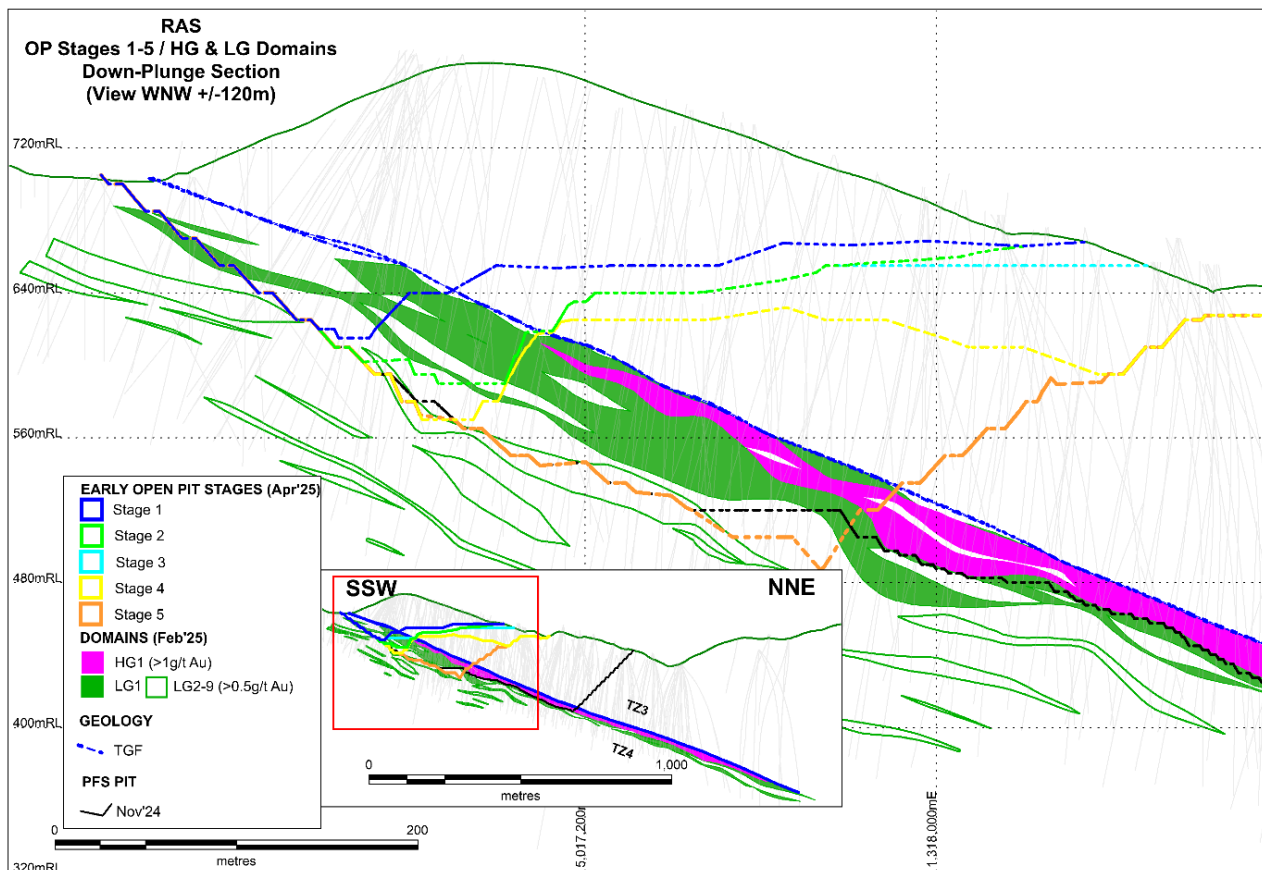 RAS
OP Stages 1-5 / HG & LG Domains
Down-Plunge Section
(View WNW +/-120m)
720mRL
640mRL
560mRL
480mRL
400mRL
320mRL
EARLY OPEN PIT STAGES (Apr'25)
Stage 1
Stage 2
Stage 3
Stage 4
Stage 5
DOMAINS (Feb'25)
HG1 (>1g/t Au)
LG1
LG2-9 (>0.5g/t Au)
GEOLOGY
TGF
PFS PIT
Nov'24
0
200
metres
SSW
NNE
TZ3
TZ4
0
1,000
metres
5,017,200
1,318,000mE